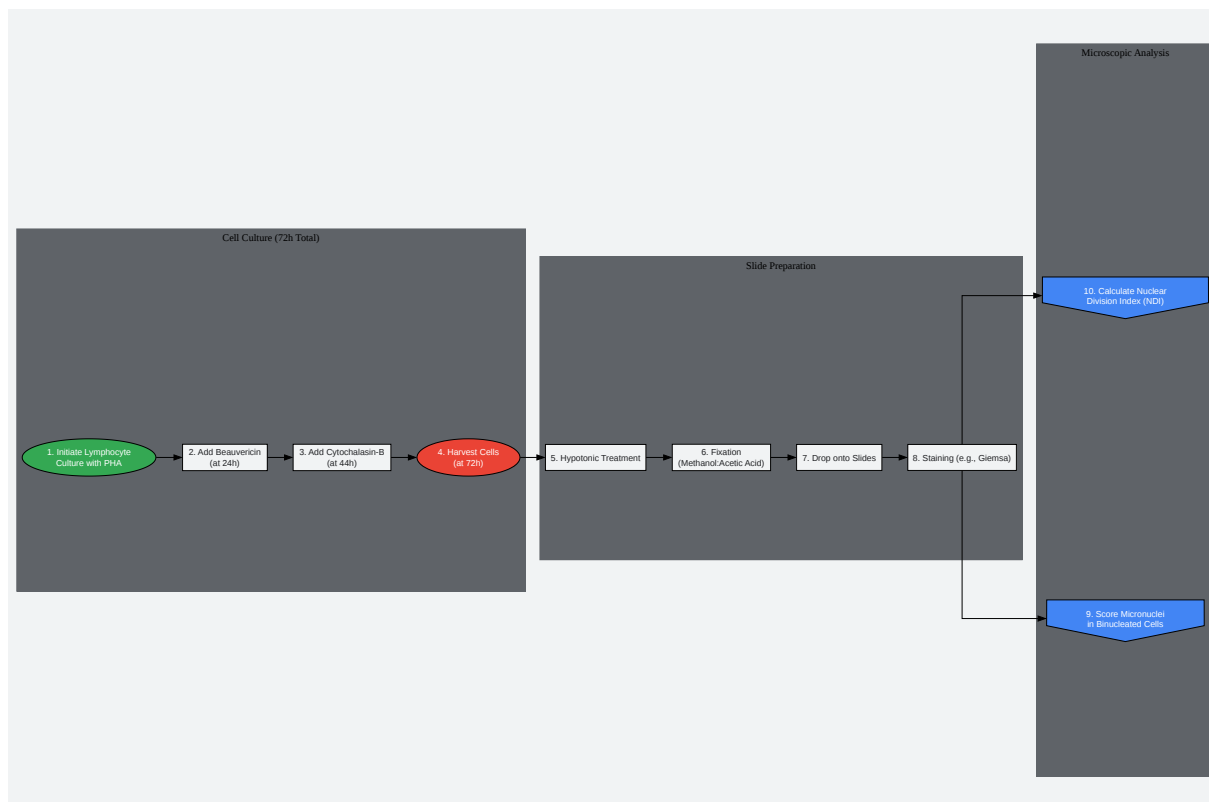 Cell Culture (72h Total)
1. Initiate Lymphocyte
Culture with PHA
2. Add Beauvericin
(at 24h)
3. Add Cytochalasin-B
(at 44h)
4. Harvest Cells
(at 72h)
Slide Preparation
5. Hypotonic Treatment
6. Fixation
(Methanol:Acetic Acid)
7. Drop onto Slides
8. Staining (e.g., Giemsa)
Microscopic Analysis
10. Calculate Nuclear
Division Index (NDI)
9. Score Micronuclei
in Binucleated Cells